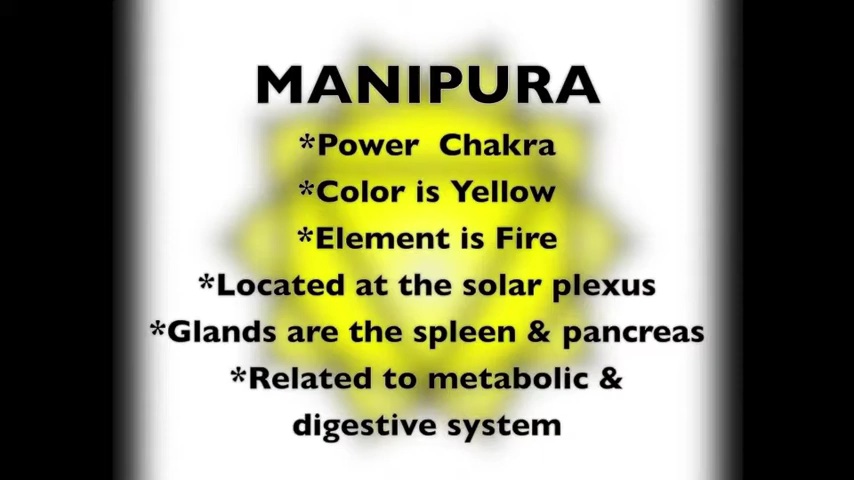 MANIPURA
*Power Chakra
*Color is Yellow
*Element is Fire
*Located at the solar plexus
*Glands are the spleen & pancreas
*Related to metabolic &
digestive system